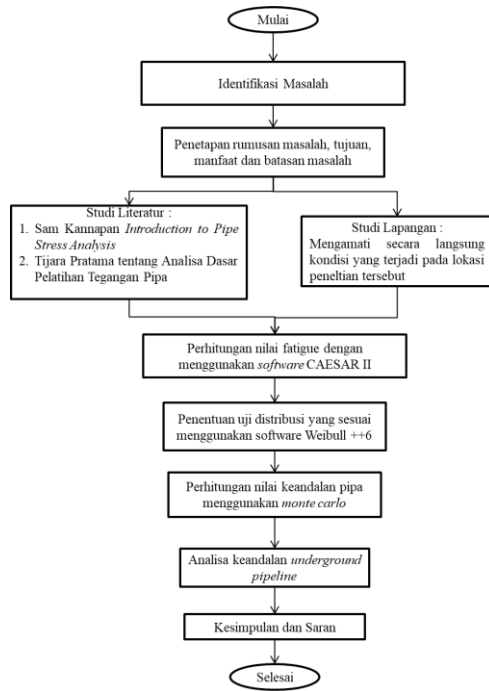 Mulai
Identifikasi Masalah
Penetapan rumusan masalah, tujuan,
manfaat dan batasan masalah
Studi Literatur :
1. Sam Kannapan Introduction to Pipe
Stress Analysis
2. Tijara Pratama tentang Analisa Dasar
Pelatihan Tegangan Pipa
Studi Lapangan :
Mengamati secara langsung
kondisi yang terjadi pada lokasi
peneltian tersebut
Perhitungan nilai fatigue dengan
menggunakan software CAESAR II
Penentuan uji distribusi yang sesuai
menggunakan software Weibull ++6
Perhitungan nilai keandalan pipa
menggunakan monte carlo
Analisa keandalan underground
pipeline
Kesimpulan dan Saran
Selesai